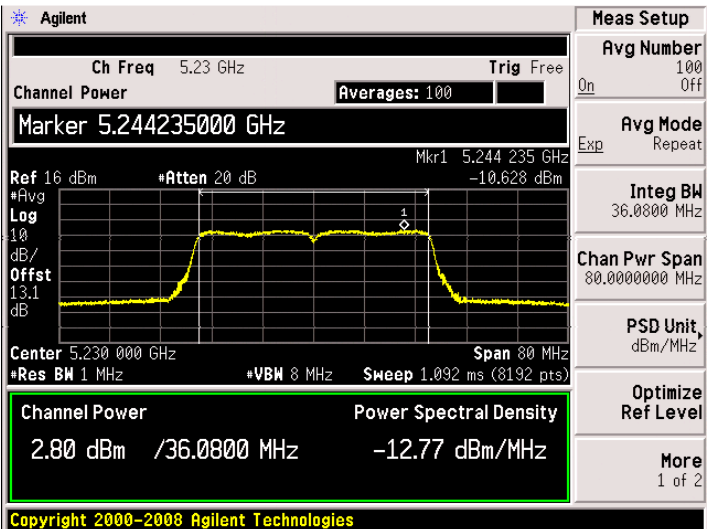 Agilent
Meas Setup
Ch Freq 5.23 GHz Trig Free
Channel Power Averages: 100
Marker 5.244235000 GHz
Mkr1 5.244 235 GHz
Ref 16 dBm #Atten 20 dB -10.628 dBm
#Avg
Log
10
dB/
Offst
13.1
dB
1
Center 5.230 000 GHz Span 80 MHz
#Res BW 1 MHz #VBW 8 MHz Sweep 1.092 ms (8192 pts)
Channel Power Power Spectral Density
2.80 dBm /36.0800 MHz -12.77 dBm/MHz
Copyright 2000-2008 Agilent Technologies
Avg Number
100
On Off
Avg Mode
Exp Repeat
Integ BW
36.0800 MHz
Chan Pwr Span
80.0000000 MHz
PSD Unit
dBm/MHz
Optimize
Ref Level
More
1 of 2